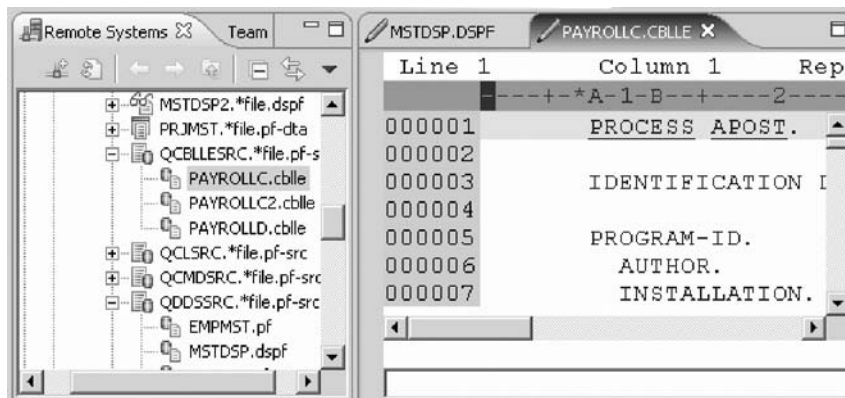 Remote Systems Team
MSTDSP2.*file.dspf
PRJMST.*file.pf-dta
QCBLLESRC.*file.pf-s
PAYROLLC.cblle
PAYROLLC2.cblle
PAYROLLD.cblle
QCLSRC.*file.pf-src
QCMDSRC.*file.pf-src
QDDSSRC.*file.pf-src
EMPMST.pf
MSTDSP.dspf
MSTDSP.DSPF PAYROLLC.CBLLE
Line 1 Column 1 Rep
----+-*A-1-B--+----2----
000001 PROCESS APOST.
000002
000003 IDENTIFICATION D
000004
000005 PROGRAM-ID.
000006 AUTHOR.
000007 INSTALLATION.